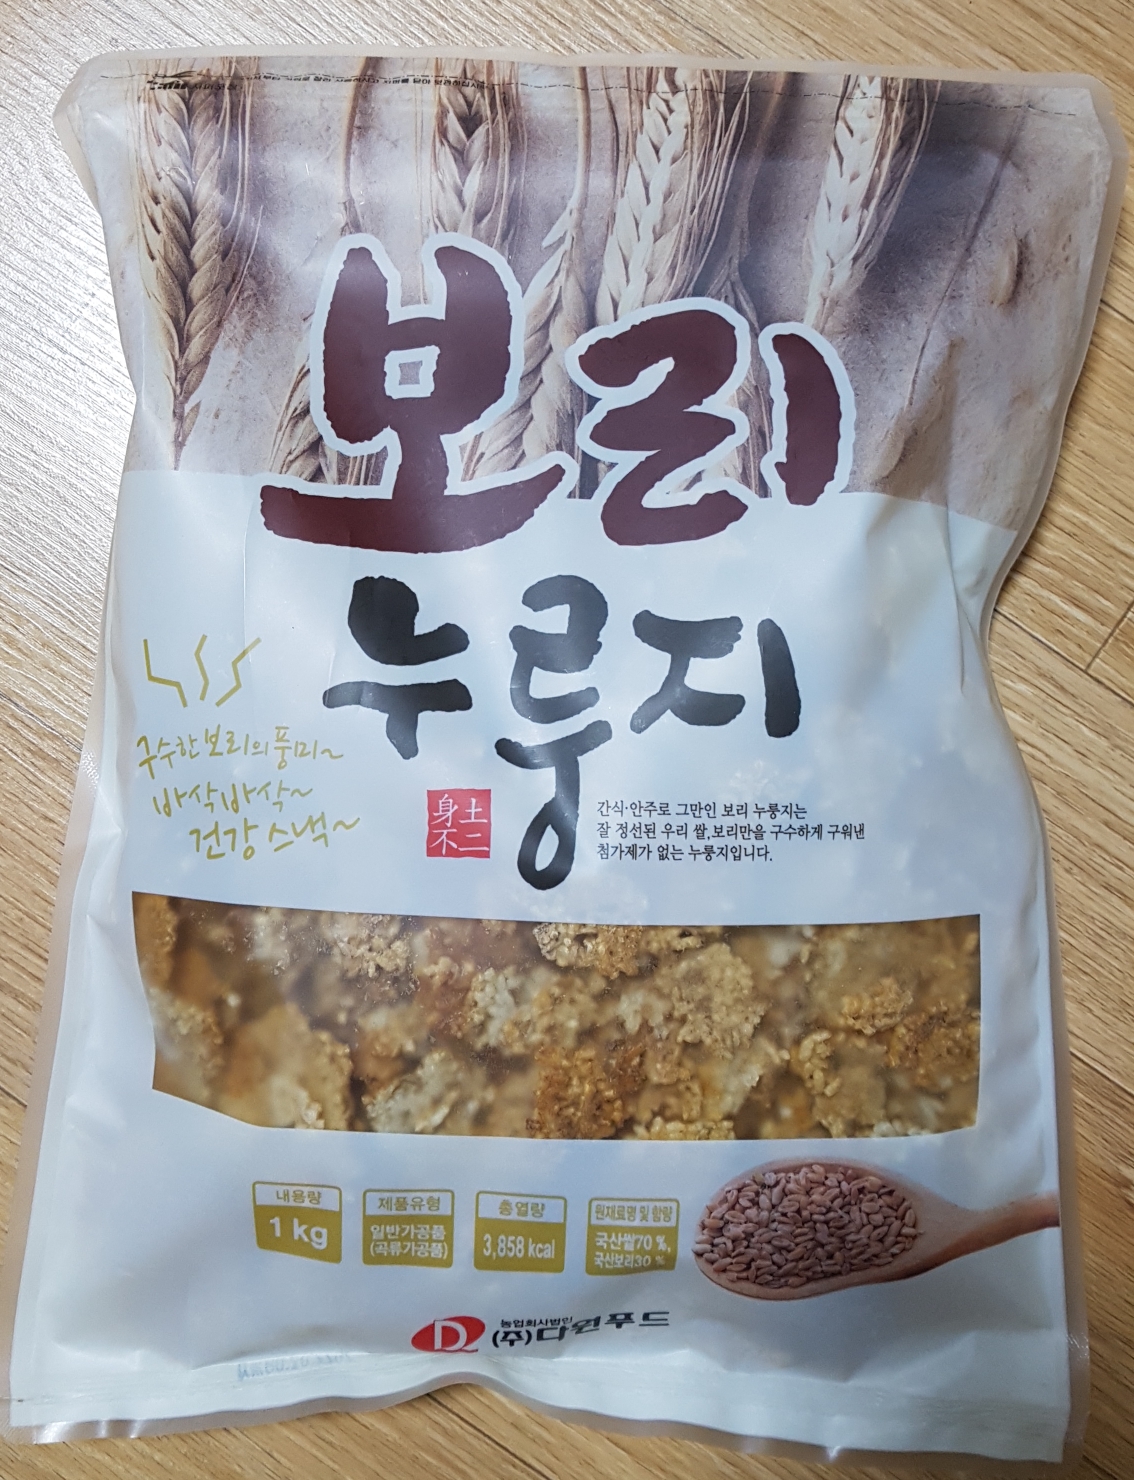 보리
누룽지
구수한 보리의 풍미~
바삭바삭~
건강 스낵~
身土
不二
간식·안주로 그만인 보리 누룽지는
잘 정선된 우리 쌀,보리만을 구수하게 구워낸
첨가제가 없는 누룽지입니다.
내용량
1 kg
제품유형
일반가공품
(곡류가공품)
총열량
3,858 kcal
원재료명 및 함량
국산쌀70 %,
국산보리30 %
농업회사법인
(주)다원푸드